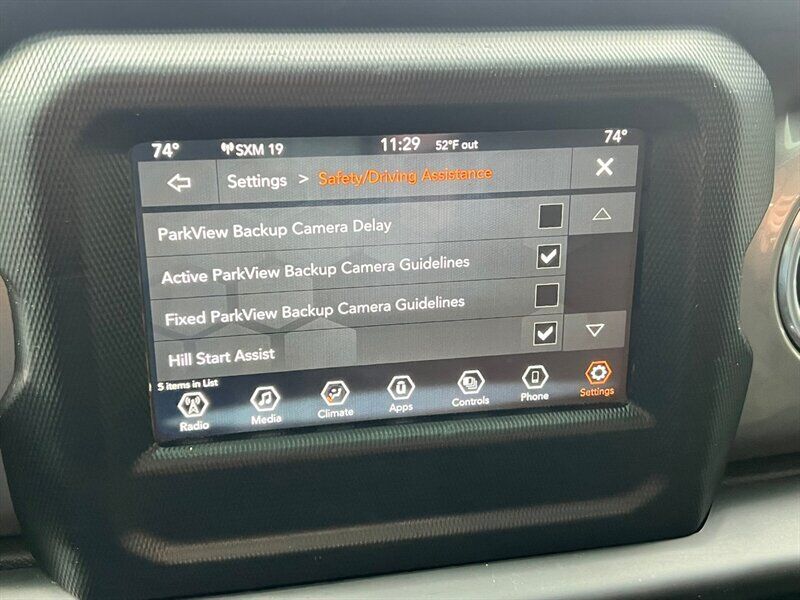 74° SXM 19 11:29 52°F out 74°
Settings > Safety/Driving Assistance X
ParkView Backup Camera Delay
Active ParkView Backup Camera Guidelines
Fixed ParkView Backup Camera Guidelines
Hill Start Assist
5 items in List
Radio Media Climate Apps Controls Phone Settings